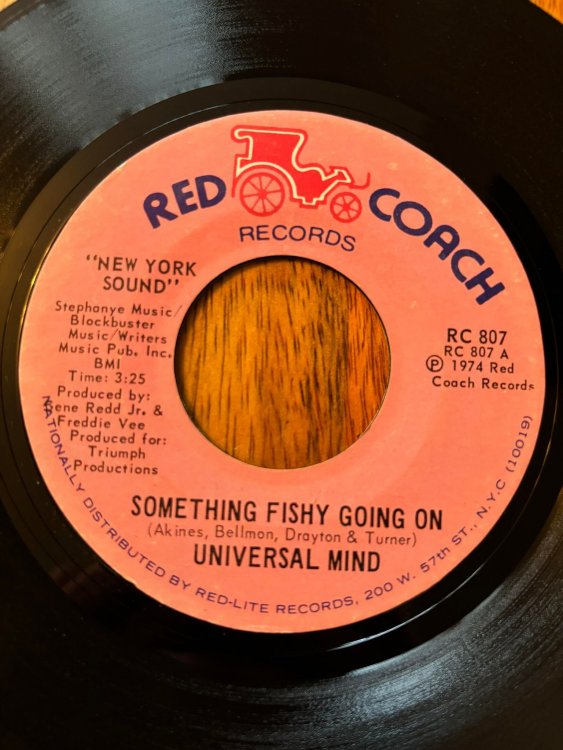 RED COACH
RECORDS
"NEW YORK
SOUND"
Stephanye Music/
Blockbuster
Music/Writers
Music Pub. Inc.
BMI
Time: 3:25
Produced by:
Gene Redd Jr. &
Freddie Vee
Produced for:
Triumph
Productions
RC 807
RC 807 A
Ⓟ 1974 Red
Coach Records
SOMETHING FISHY GOING ON
(Akines, Bellmon, Drayton & Turner)
UNIVERSAL MIND
NATIONALLY DISTRIBUTED BY RED-LITE RECORDS, 200 W. 57th ST., N.Y.C (10019)